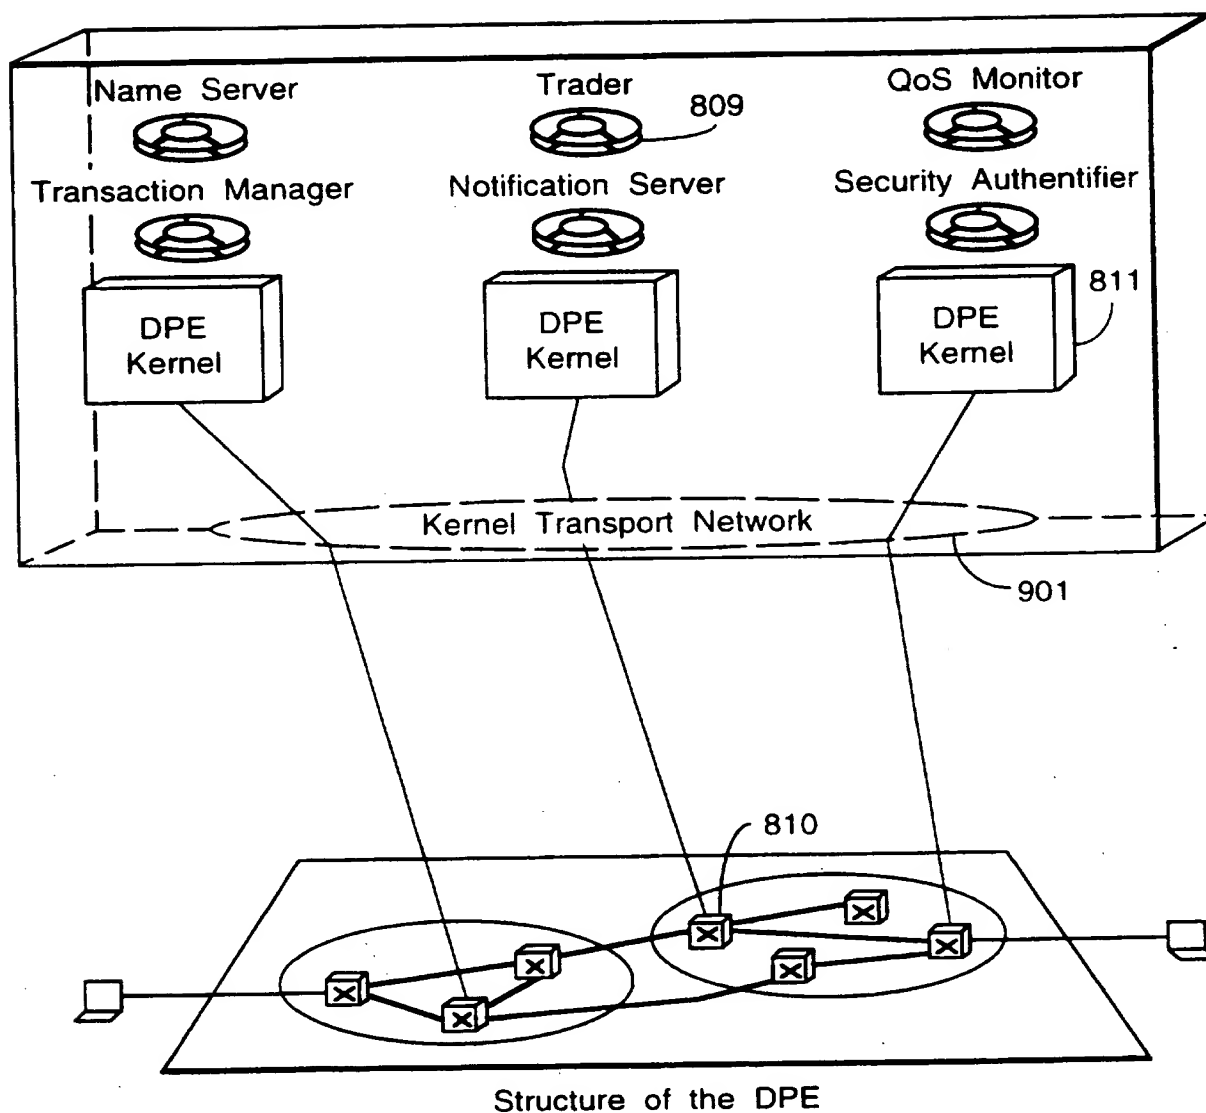 Name Server
Trader
QoS Monitor
809
Transaction Manager
Notification Server
Security Authentifier
811
DPE
Kernel
DPE
Kernel
DPE
Kernel
Kernel Transport Network
901
810
Structure of the DPE